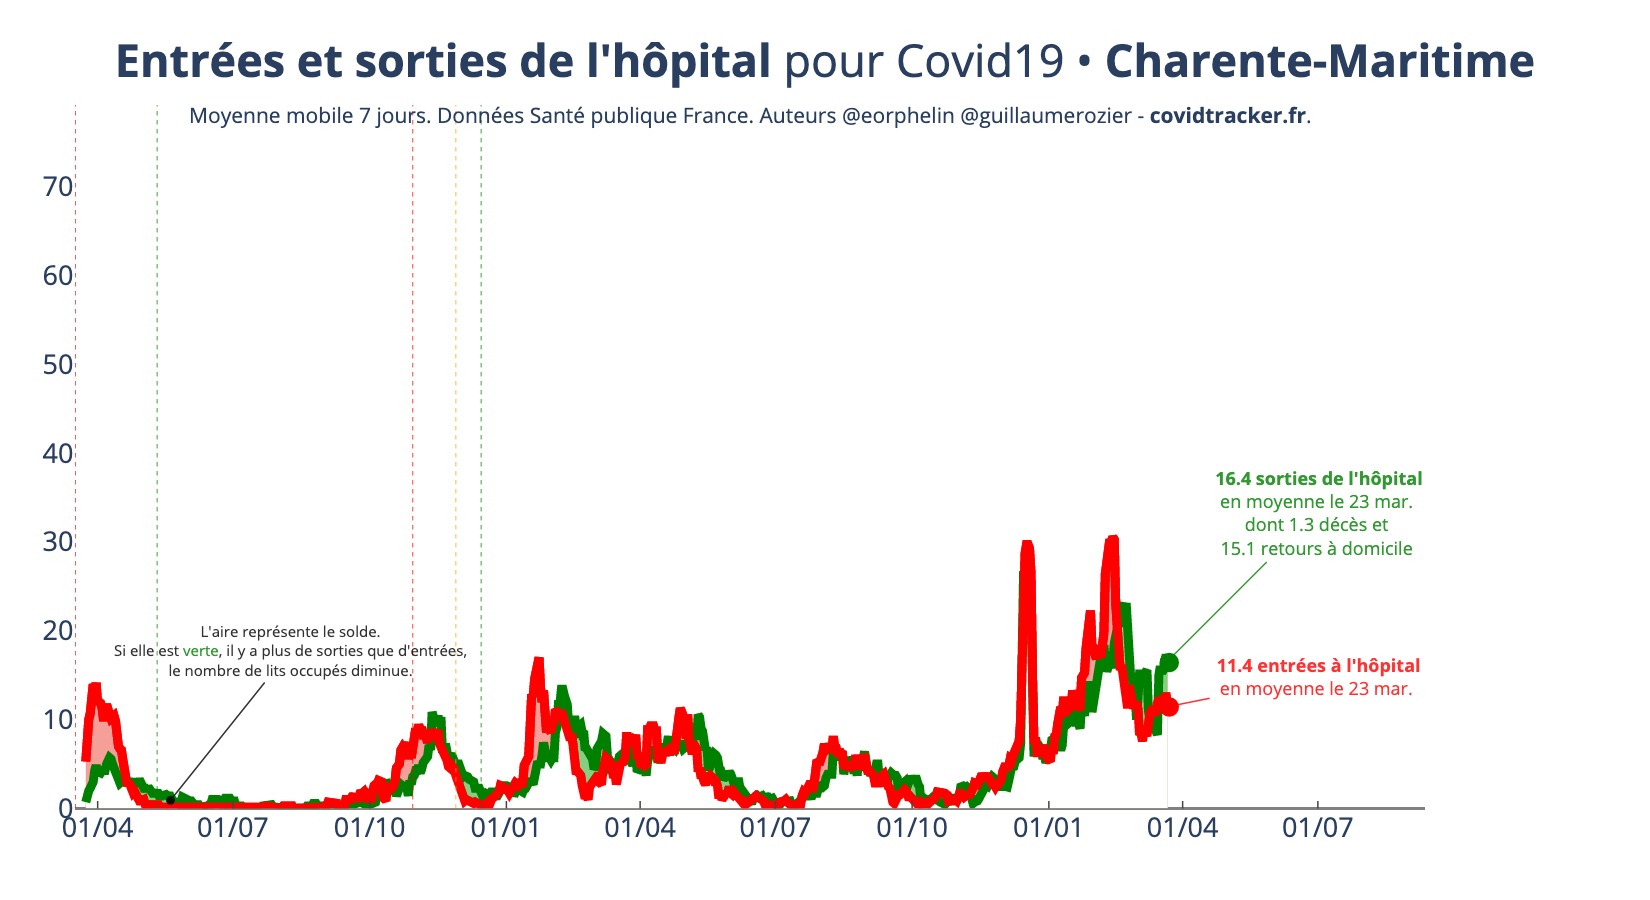 Entrées et sorties de l'hôpital pour Covid19 • Charente-Maritime
Moyenne mobile 7 jours. Données Santé publique France. Auteurs @eorphelin @guillaumerozier - covidtracker.fr.
70
60
50
40
30
20
10
0
16.4 sorties de l'hôpital
en moyenne le 23 mar.
dont 1.3 décès et
15.1 retours à domicile
L'aire représente le solde.
Si elle est verte, il y a plus de sorties que d'entrées,
le nombre de lits occupés diminue.
11.4 entrées à l'hôpital
en moyenne le 23 mar.
01/04 01/07 01/10 01/01 01/04 01/07 01/10 01/01 01/04 01/07